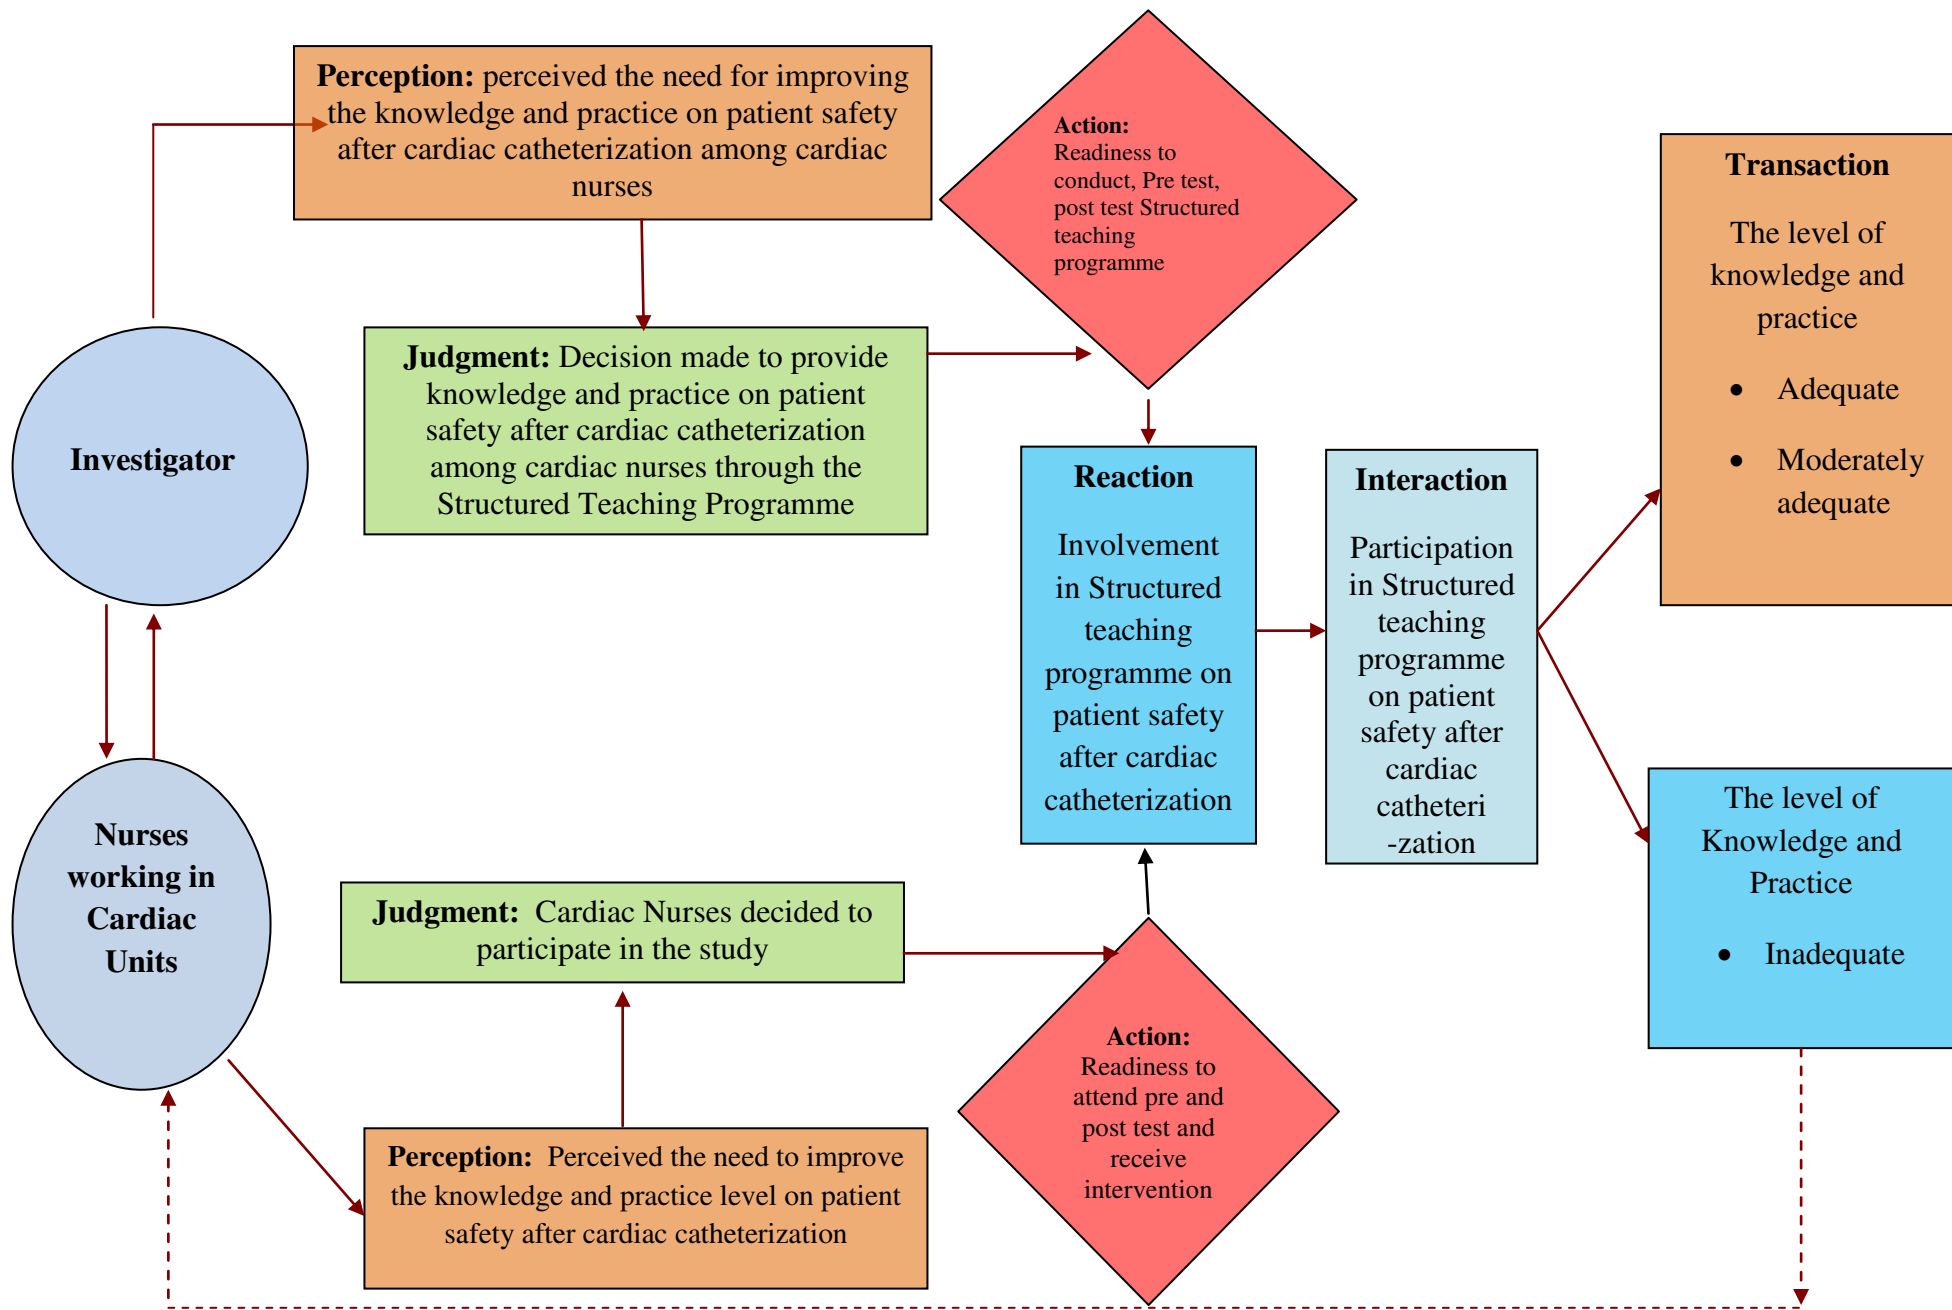 Perception: perceived the need for improving
the knowledge and practice on patient safety
after cardiac catheterization among cardiac
nurses
Action:
Readiness to
conduct, Pre test,
post test Structured
teaching
programme
Transaction
The level of
knowledge and
practice
• Adequate
• Moderately
adequate
Judgment: Decision made to provide
knowledge and practice on patient
safety after cardiac catheterization
among cardiac nurses through the
Structured Teaching Programme
Investigator
Reaction
Involvement
in Structured
teaching
programme on
patient safety
after cardiac
catheterization
Interaction
Participation
in Structured
teaching
programme
on patient
safety after
cardiac
catheteri
-zation
The level of
Knowledge and
Practice
• Inadequate
Nurses
working in
Cardiac
Units
Judgment: Cardiac Nurses decided to
participate in the study
Action:
Readiness to
attend pre and
post test and
receive
intervention
Perception: Perceived the need to improve
the knowledge and practice level on patient
safety after cardiac catheterization